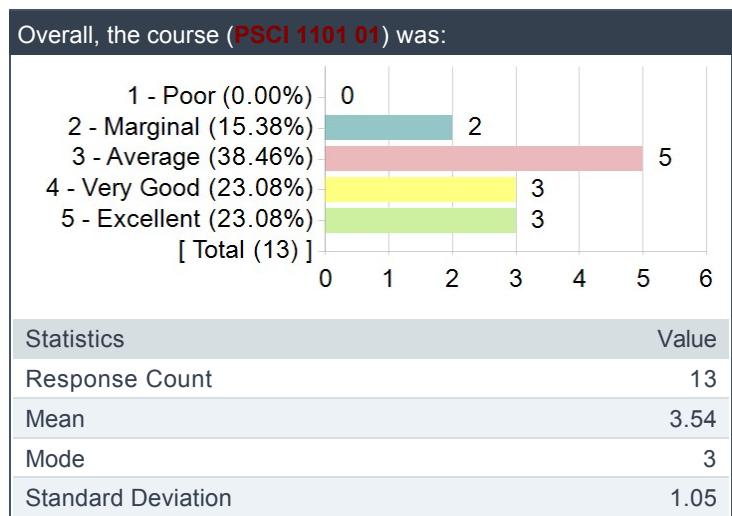 Overall, the course (PSCI 1101 01) was:
1 - Poor (0.00%) 0
2 - Marginal (15.38%) 2
3 - Average (38.46%) 5
4 - Very Good (23.08%) 3
5 - Excellent (23.08%) 3
[ Total (13) ]
0 1 2 3 4 5 6
Statistics Value
Response Count 13
Mean 3.54
Mode 3
Standard Deviation 1.05